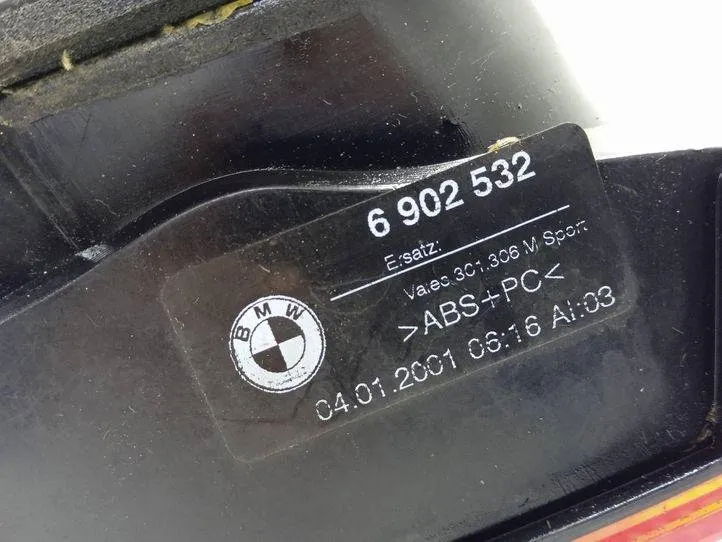 6 902 532
Ersatz:
Valeo 301.306 M Sport
>ABS+PC<
04.01.2001 06:16 AI:03
BMW